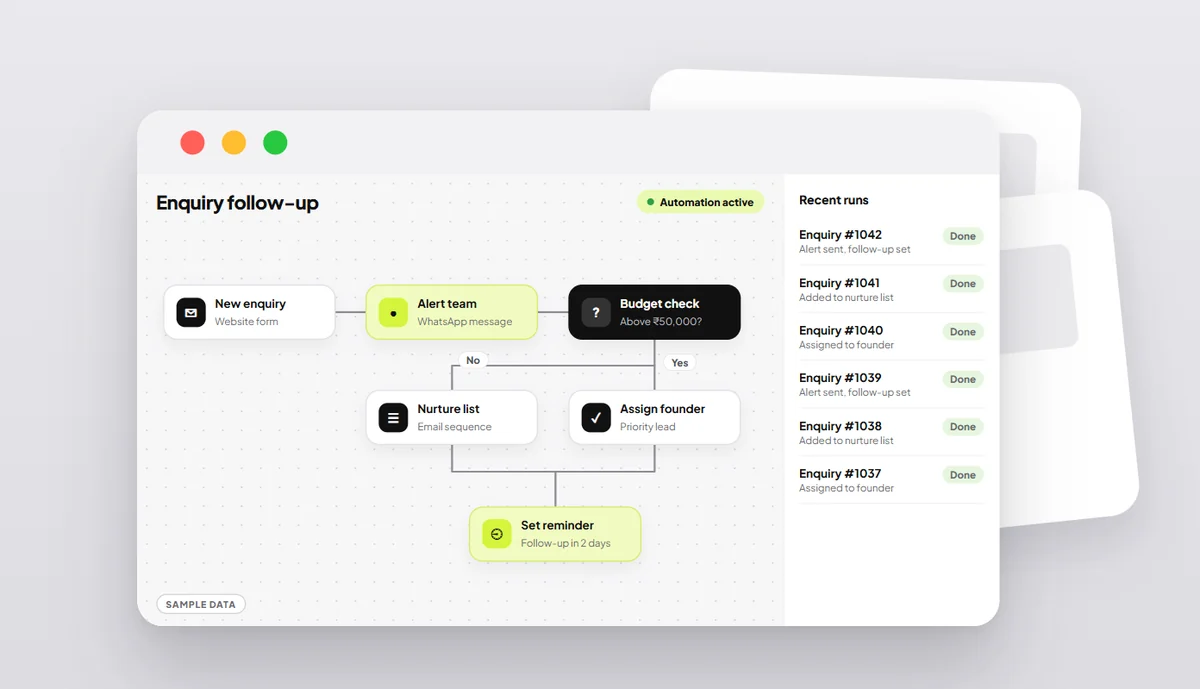 Enquiry follow-up
Automation active
New enquiry
Website form
Alert team
WhatsApp message
?
Budget check
Above ₹50,000?
No
Yes
Nurture list
Email sequence
Assign founder
Priority lead
Set reminder
Follow-up in 2 days
SAMPLE DATA
Recent runs
Enquiry #1042
Done
Alert sent, follow-up set
Enquiry #1041
Done
Added to nurture list
Enquiry #1040
Done
Assigned to founder
Enquiry #1039
Done
Alert sent, follow-up set
Enquiry #1038
Done
Added to nurture list
Enquiry #1037
Done
Assigned to founder